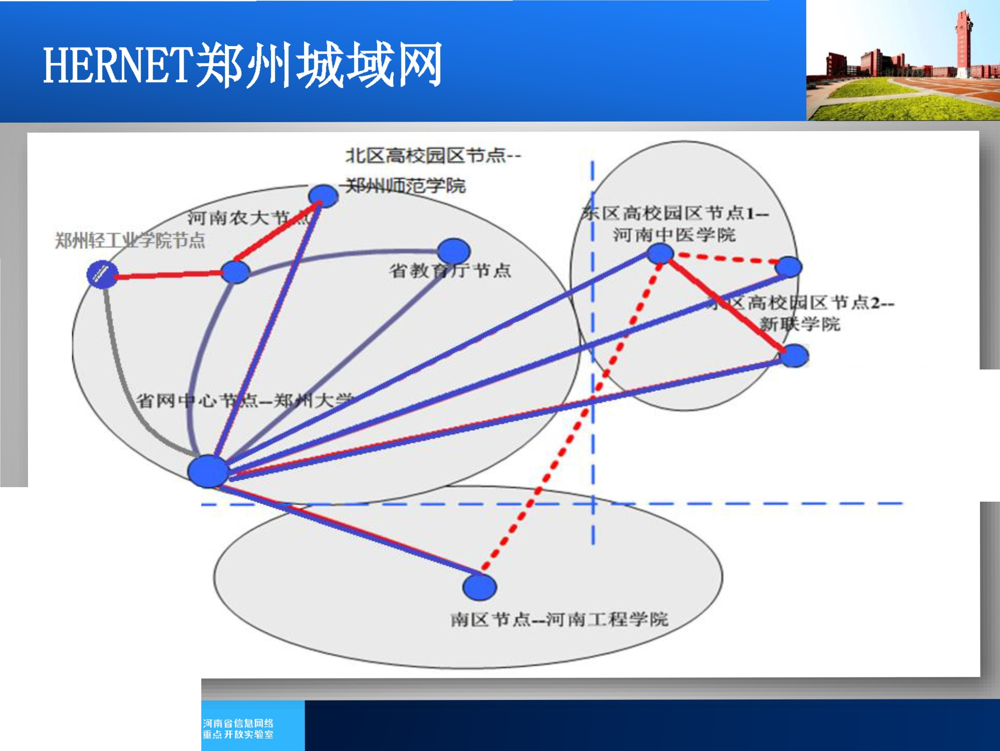 HERNET郑州城域网
北区高校园区节点--
郑州师范学院
河南农大节点
郑州轻工业学院节点
东区高校园区节点1--
河南中医学院
省教育厅节点
东区高校园区节点2--
新联学院
省网中心节点--郑州大学
南区节点--河南工程学院
河南省信息网络
重点开放实验室